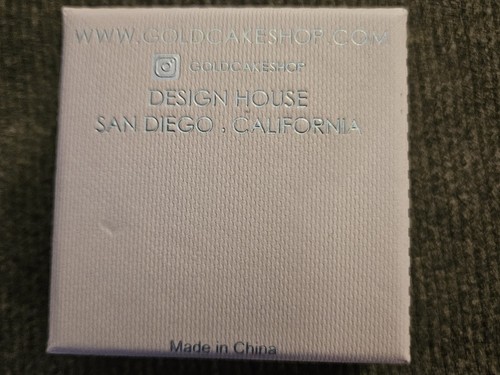 WWW.GOLDCAKESHOP.COM
GOLDCAKESHOP
DESIGN HOUSE
SAN DIEGO . CALIFORNIA
Made in China